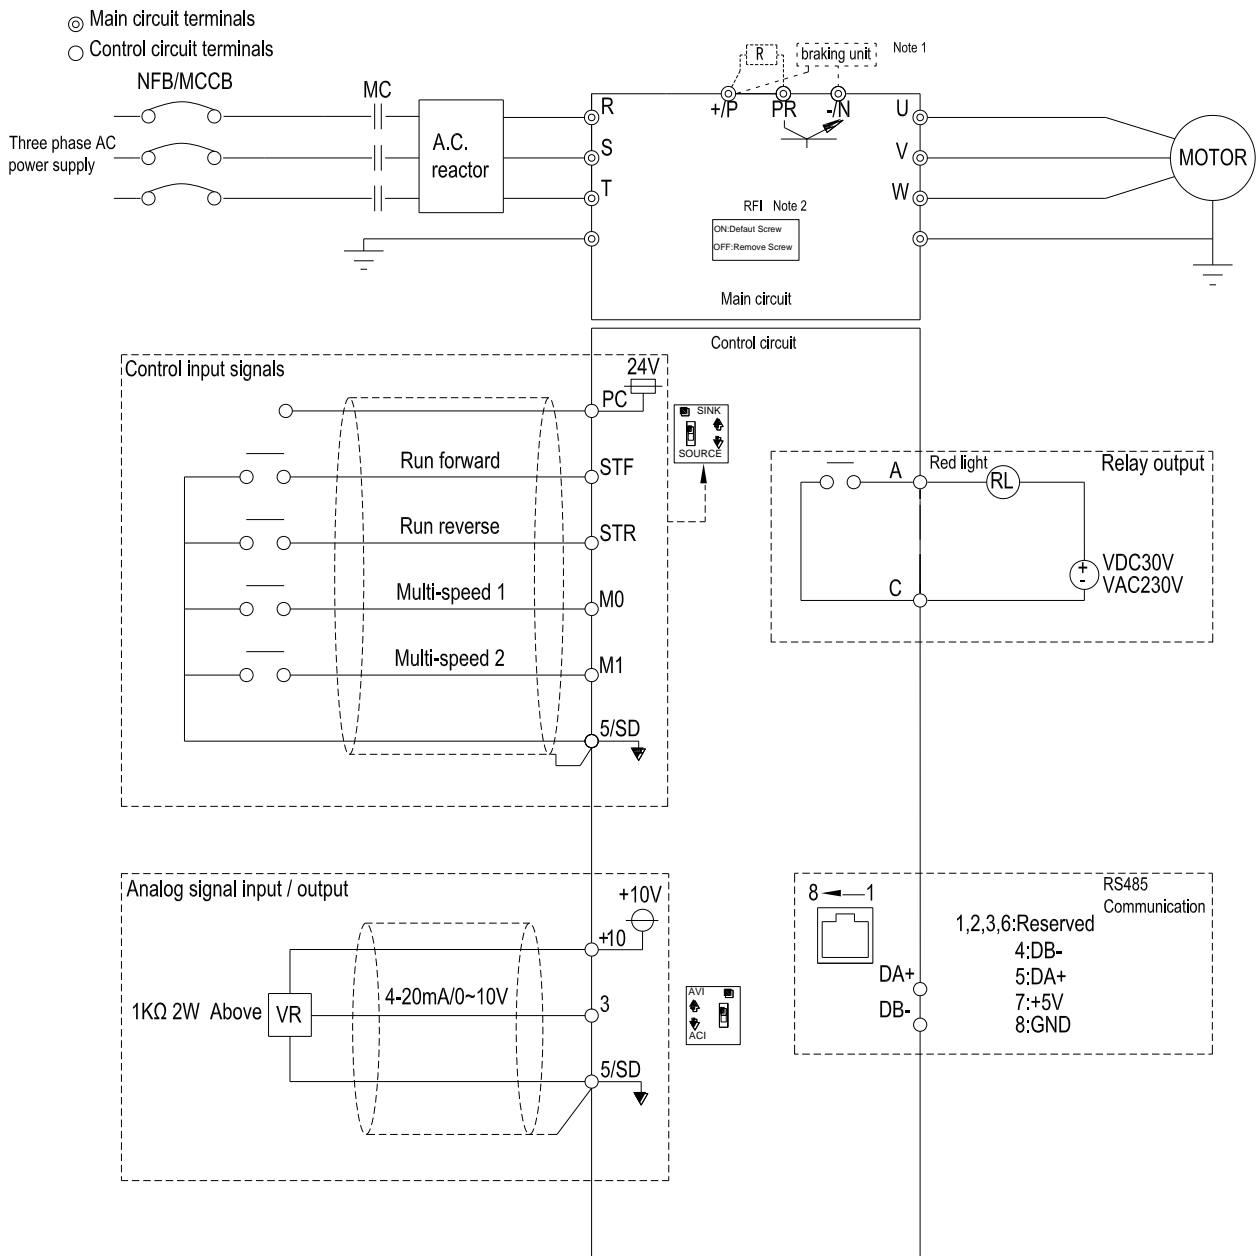 Main circuit terminals
Control circuit terminals
NFB/MCCB
MC
Three phase AC
power supply
A.C.
reactor
R
S
T
R
braking unit
Note 1
+/P
PR
-/N
U
V
W
MOTOR
RFI Note 2
ON:Defaut Screw
OFF:Remove Screw
Main circuit
Control circuit
Control input signals
24V
PC
SINK
SOURCE
Run forward
STF
Run reverse
STR
Multi-speed 1
M0
Multi-speed 2
M1
5/SD
Relay output
A
Red light
RL
C
+
-
VDC30V
VAC230V
Analog signal input / output
+10V
+10
1KΩ 2W Above
VR
4-20mA/0~10V
3
5/SD
AVI
ACI
RS485
Communication
8
1
1,2,3,6:Reserved
4:DB-
5:DA+
7:+5V
8:GND
DA+
DB-